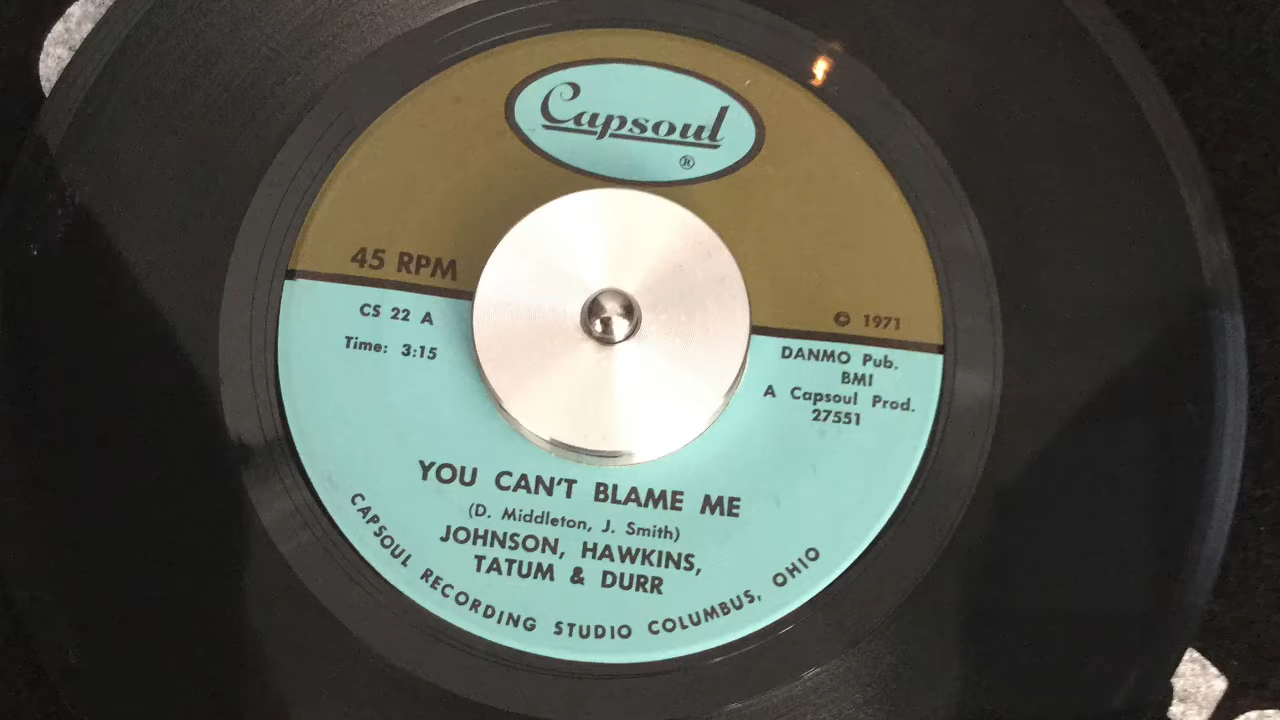 Capsoul
®
45 RPM
CS 22 A
Time: 3:15
© 1971
DANMO Pub.
BMI
A Capsoul Prod.
27551
YOU CAN'T BLAME ME
(D. Middleton, J. Smith)
JOHNSON, HAWKINS,
TATUM & DURR
CAPSOUL RECORDING STUDIO COLUMBUS, OHIO